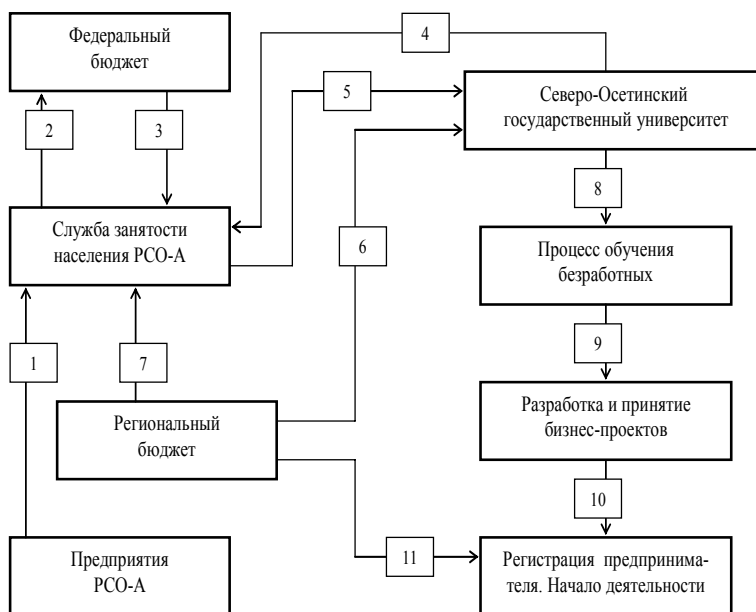 Федеральный
бюджет
4
5
Северо-Осетинский
государственный университет
2
3
8
Служба занятости
населения РСО-А
6
Процесс обучения
безработных
1
7
9
Региональный
бюджет
Разработка и принятие
бизнес-проектов
10
Предприятия
РСО-А
11
Регистрация предпринима-
теля. Начало деятельности